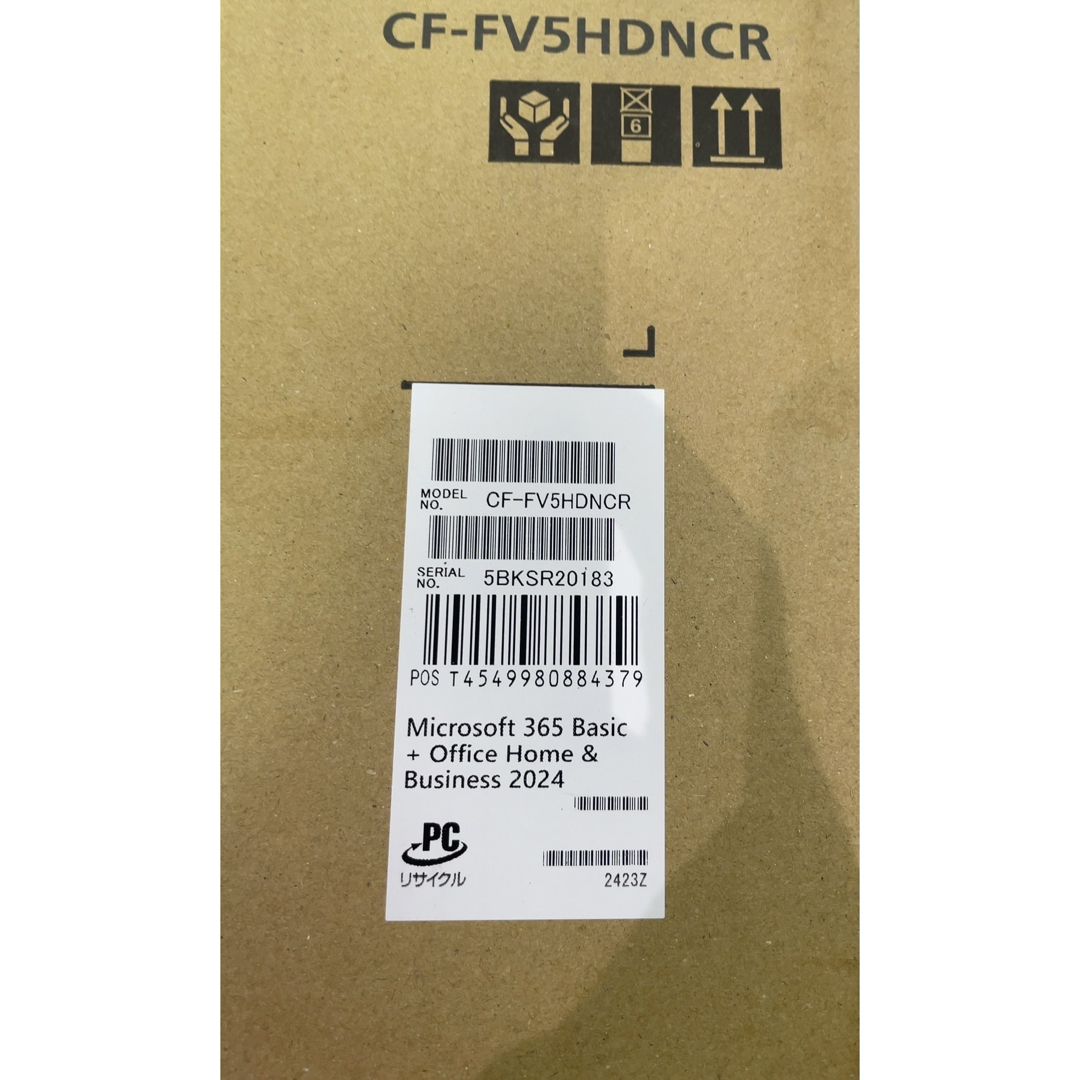 CF-FV5HDNCR
6
MODEL NO. CF-FV5HDNCR
SERIAL NO. 5BKSR20183
POS T4549980884379
Microsoft 365 Basic
+ Office Home &
Business 2024
PC
リサイクル
2423Z